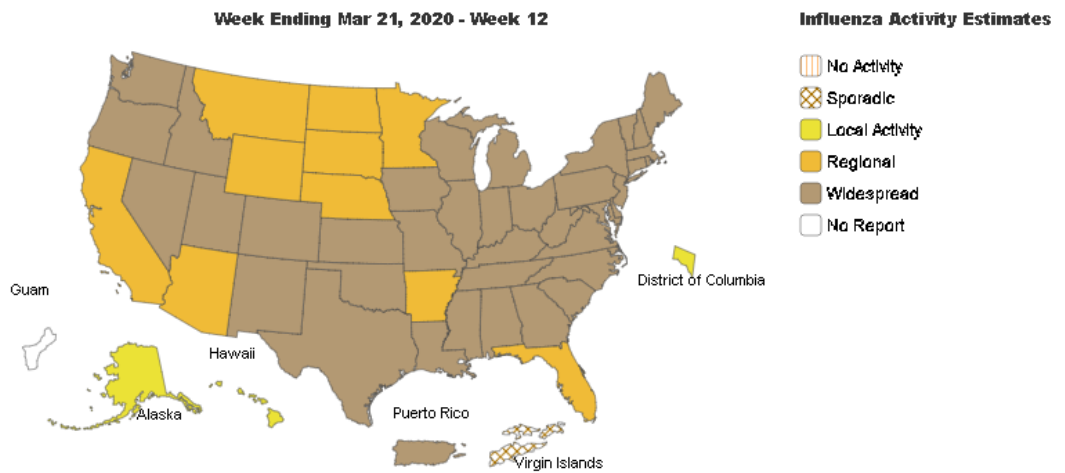 Week Ending Mar 21, 2020 - Week 12
Influenza Activity Estimates
No Activity
Sporadic
Local Activity
Regional
Widespread
No Report
District of Columbia
Guam
Hawaii
Alaska
Puerto Rico
Virgin Islands